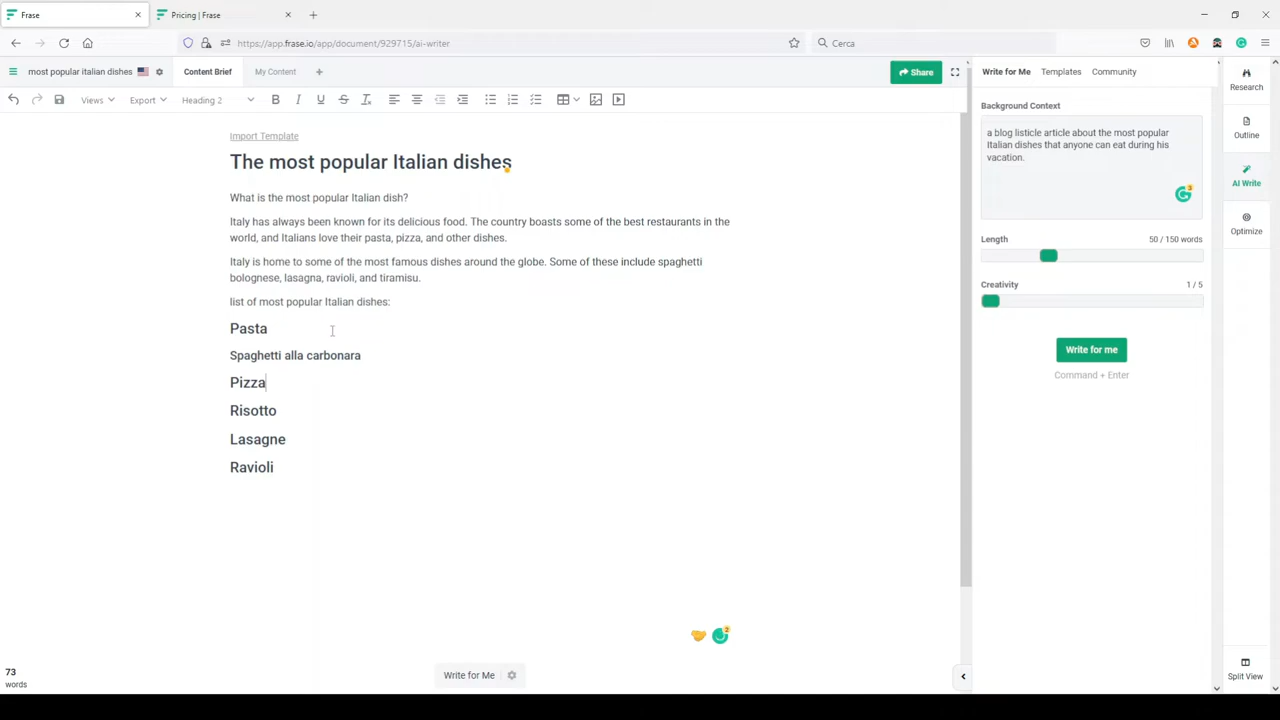 Frase
Pricing | Frase
https://app.frase.io/app/document/929715/ai-writer
Cerca
most popular italian dishes
Content Brief
My Content
Share
Write for Me
Templates
Community
Research
Views
Export
Heading 2
Background Context
Import Template
The most popular Italian dishes
a blog listicle article about the most popular
Italian dishes that anyone can eat during his
vacation.
Outline
What is the most popular Italian dish?
AI Write
Italy has always been known for its delicious food. The country boasts some of the best restaurants in the
world, and Italians love their pasta, pizza, and other dishes.
Optimize
Length
50 / 150 words
Italy is home to some of the most famous dishes around the globe. Some of these include spaghetti
bolognese, lasagna, ravioli, and tiramisu.
Creativity
1 / 5
list of most popular Italian dishes:
Pasta
Write for me
Spaghetti alla carbonara
Command + Enter
Pizza
Risotto
Lasagne
Ravioli
73
words
Write for Me
Split View